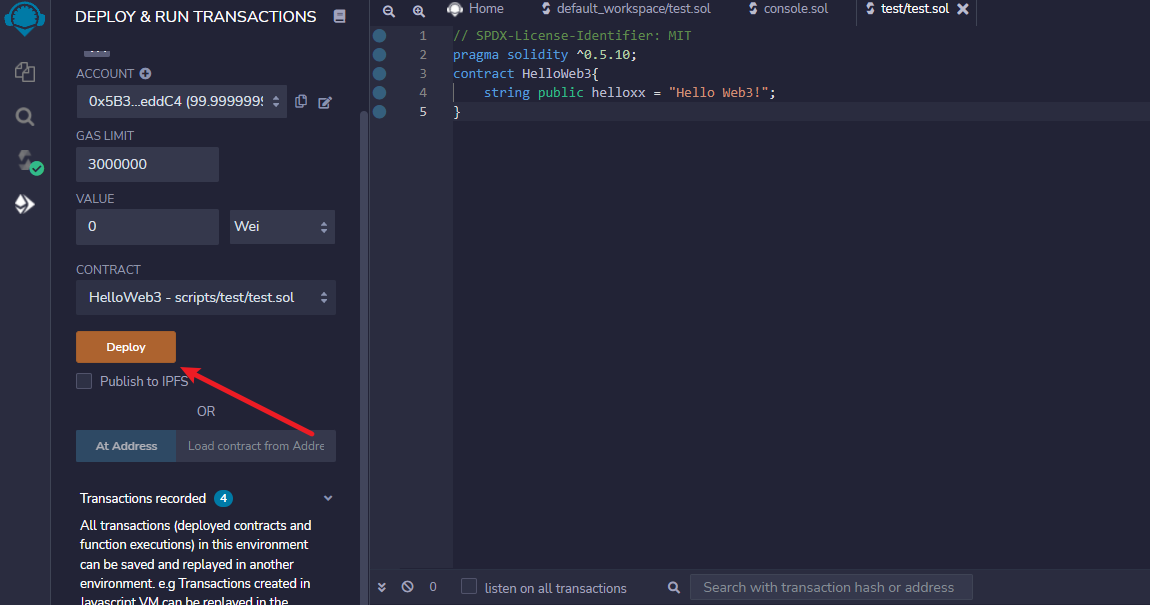 DEPLOY & RUN TRANSACTIONS
ACCOUNT
0x5B3...eddC4 (99.9999999
GAS LIMIT
3000000
VALUE
0
Wei
CONTRACT
HelloWeb3 - scripts/test/test.sol
Deploy
Publish to IPFS
OR
At Address
Load contract from Addre
Transactions recorded 4
All transactions (deployed contracts and
function executions) in this environment
can be saved and replayed in another
environment. e.g Transactions created in
Javascript VM can be replayed in the
Home
default_workspace/test.sol
console.sol
test/test.sol
1 // SPDX-License-Identifier: MIT
2 pragma solidity ^0.5.10;
3 contract HelloWeb3{
4 string public helloxx = "Hello Web3!";
5 }
0
listen on all transactions
Search with transaction hash or address